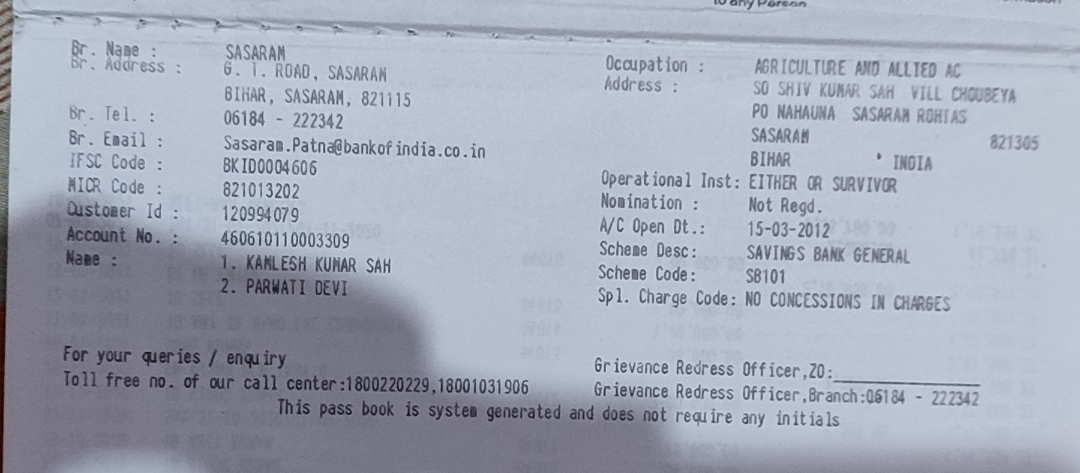 to any Person
Br. Name : SASARAM
Br. Address : G. T. ROAD, SASARAM
BIHAR, SASARAM, 821115
Br. Tel. : 06184 - 222342
Br. Email : Sasaram.Patna@bankofindia.co.in
IFSC Code : BKID0004606
MICR Code : 821013202
Customer Id : 120994079
Account No. : 460610110003309
Name : 1. KAMLESH KUMAR SAH
2. PARWATI DEVI
Occupation : AGRICULTURE AND ALLIED AC
Address : SO SHIV KUMAR SAH VILL CHOUBEYA
PO NAHAUNA SASARAM ROHTAS
SASARAM 821305
BIHAR INDIA
Operational Inst: EITHER OR SURVIVOR
Nomination : Not Regd.
A/C Open Dt.: 15-03-2012
Scheme Desc: SAVINGS BANK GENERAL
Scheme Code: SB101
Spl. Charge Code: NO CONCESSIONS IN CHARGES
For your queries / enquiry
Toll free no. of our call center:1800220229,18001031906
Grievance Redress Officer,ZO:
Grievance Redress Officer,Branch:06184 - 222342
This pass book is system generated and does not require any initials